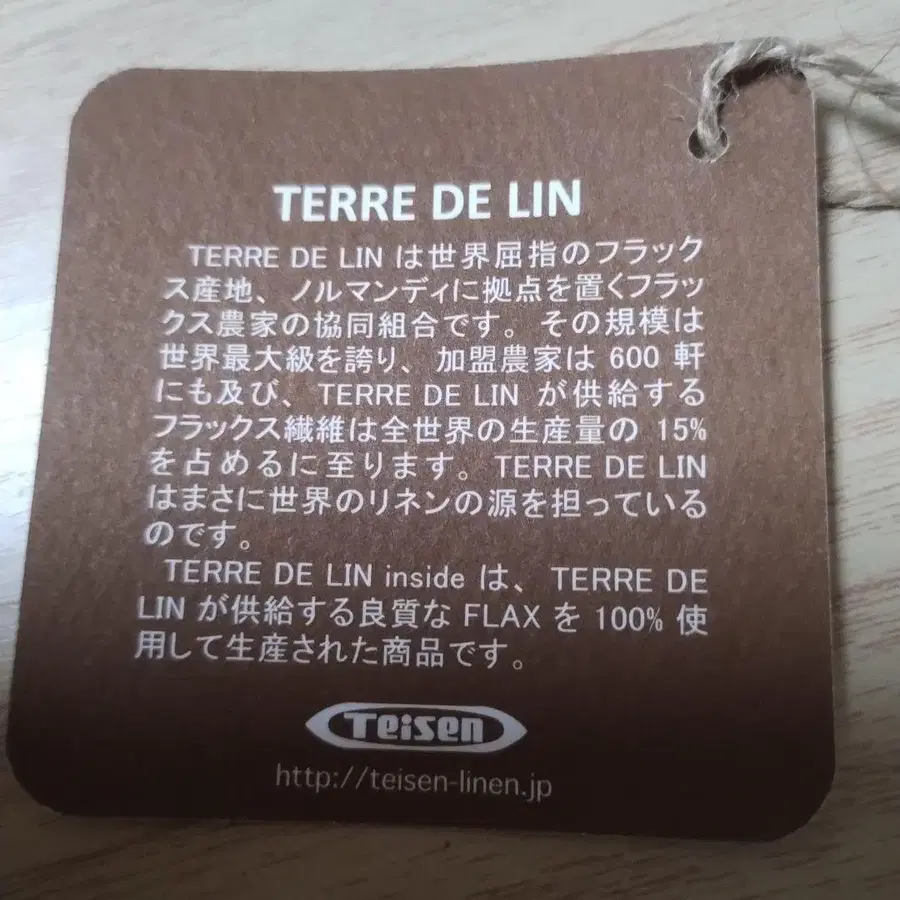 TERRE DE LIN
TERRE DE LIN は世界屈指のフラック
ス産地、ノルマンディに拠点を置くフラッ
クス農家の協同組合です。その規模は
世界最大級を誇り、加盟農家は 600 軒
にも及び、TERRE DE LIN が供給する
フラックス繊維は全世界の生産量の 15%
を占めるに至ります。TERRE DE LIN
はまさに世界のリネンの源を担っている
のです。
TERRE DE LIN inside は、TERRE DE
LIN が供給する良質な FLAX を 100% 使
用して生産された商品です。
Teisen
http://teisen-linen.jp